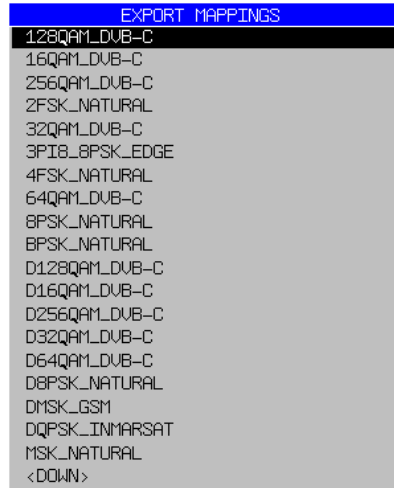 EXPORT MAPPINGS
128QAM_DVB-C
16QAM_DVB-C
256QAM_DVB-C
2FSK_NATURAL
32QAM_DVB-C
3PI8_8PSK_EDGE
4FSK_NATURAL
64QAM_DVB-C
8PSK_NATURAL
BPSK_NATURAL
D128QAM_DVB-C
D16QAM_DVB-C
D256QAM_DVB-C
D32QAM_DVB-C
D64QAM_DVB-C
D8PSK_NATURAL
DMSK_GSM
DQPSK_INMARSAT
MSK_NATURAL
<DOWN>